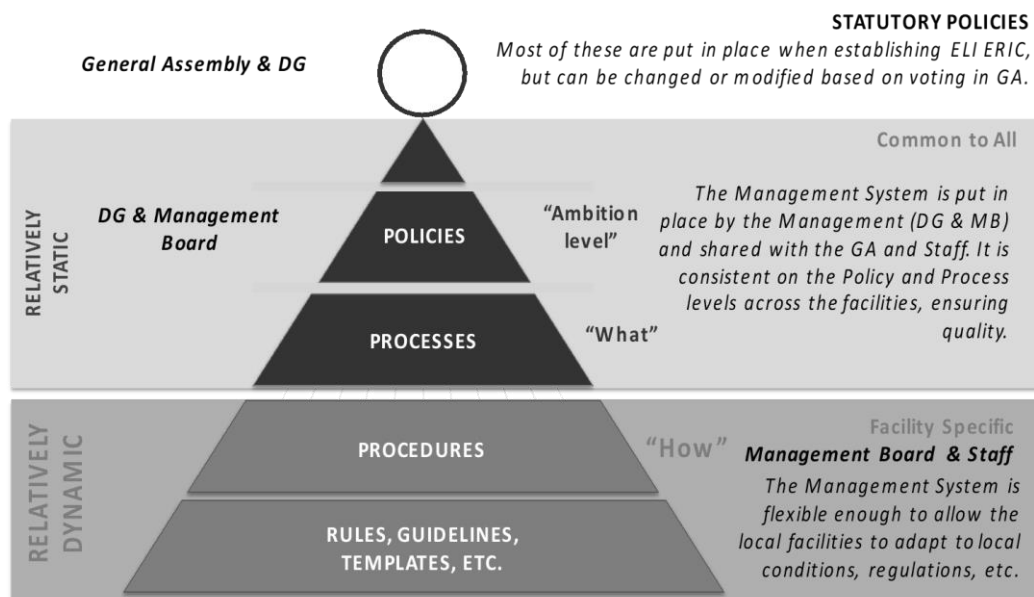 STATUTORY POLICIES
General Assembly & DG
Most of these are put in place when establishing ELI ERIC,
but can be changed or modified based on voting in GA.
Common to All
RELATIVELY
STATIC
DG & Management
Board
POLICIES
“Ambition
level”
The Management System is put in
place by the Management (DG & MB)
and shared with the GA and Staff. It is
consistent on the Policy and Process
levels across the facilities, ensuring
quality.
PROCESSES
“What”
RELATIVELY
DYNAMIC
PROCEDURES
“How”
Facility Specific
Management Board & Staff
The Management System is
flexible enough to allow the
local facilities to adapt to local
conditions, regulations, etc.
RULES, GUIDELINES,
TEMPLATES, ETC.